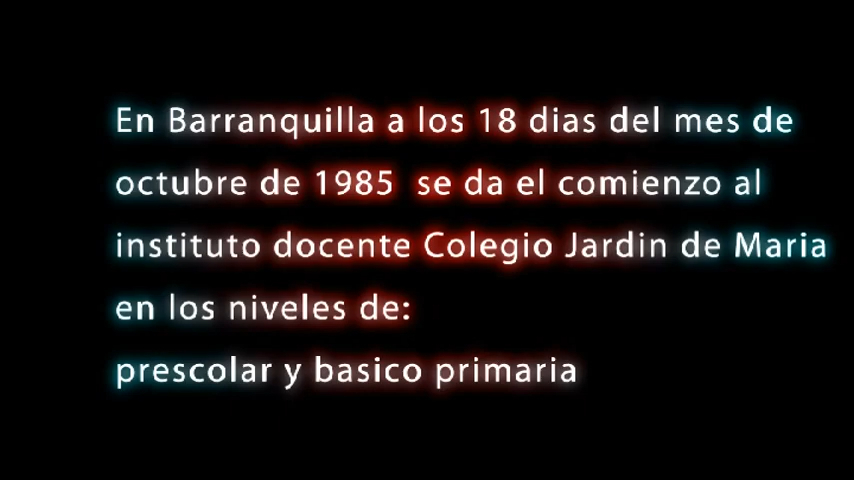 En Barranquilla a los 18 dias del mes de
octubre de 1985 se da el comienzo al
instituto docente Colegio Jardin de Maria
en los niveles de:
prescolar y basico primaria